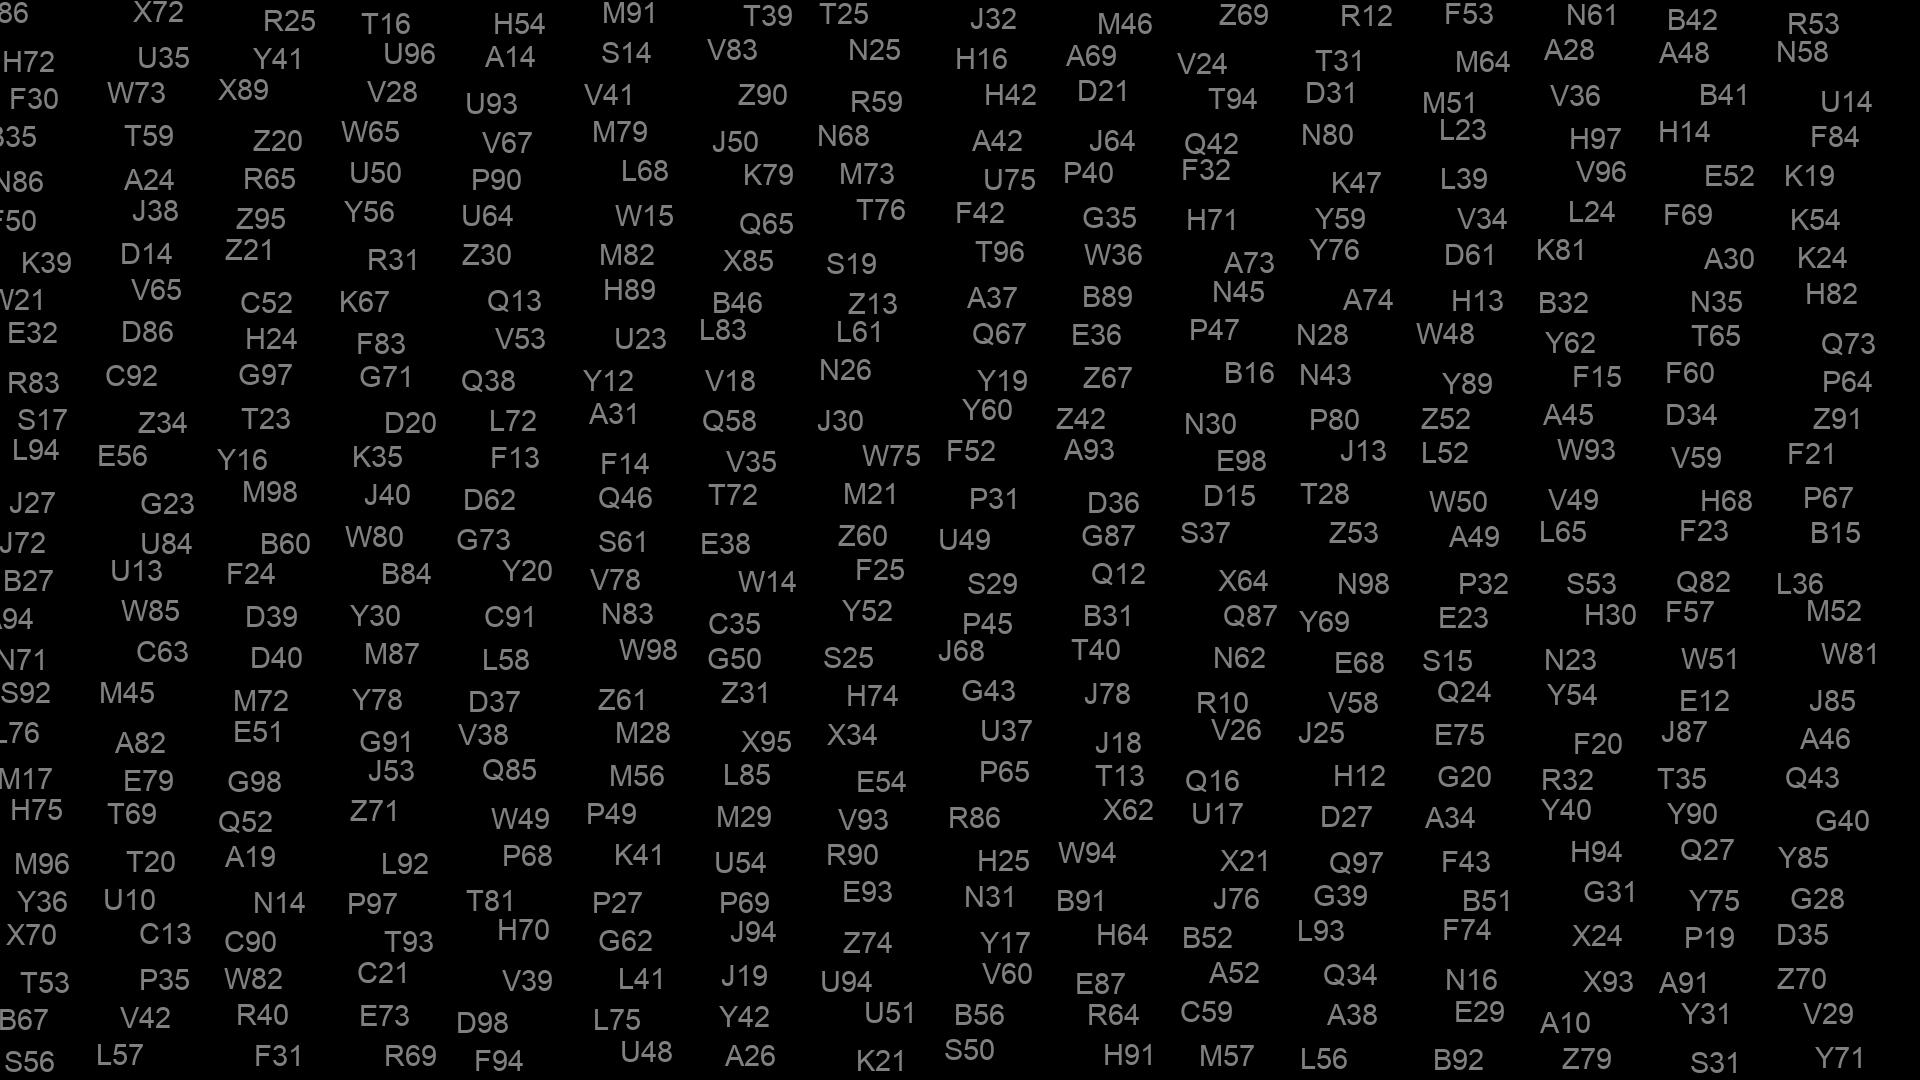 86 X72 R25 T16 H54 M91 T39 T25 J32 M46 Z69 R12 F53 N61 B42 R53
H72 U35 Y41 U96 A14 S14 V83 N25 H16 A69 V24 T31 M64 A28 A48 N58
F30 W73 X89 V28 U93 V41 Z90 R59 H42 D21 T94 D31 M51 V36 B41 U14
B35 T59 Z20 W65 V67 M79 J50 N68 A42 J64 Q42 N80 L23 H97 H14 F84
N86 A24 R65 U50 P90 L68 K79 M73 U75 P40 F32 K47 L39 V96 E52 K19
F50 J38 Z95 Y56 U64 W15 Q65 T76 F42 G35 H71 Y59 V34 L24 F69 K54
K39 D14 Z21 R31 Z30 M82 X85 S19 T96 W36 A73 Y76 D61 K81 A30 K24
W21 V65 C52 K67 Q13 H89 B46 Z13 A37 B89 N45 A74 H13 B32 N35 H82
E32 D86 H24 F83 V53 U23 L83 L61 Q67 E36 P47 N28 W48 Y62 T65 Q73
R83 C92 G97 G71 Q38 Y12 V18 N26 Y19 Z67 B16 N43 Y89 F15 F60 P64
S17 Z34 T23 D20 L72 A31 Q58 J30 Y60 Z42 N30 P80 Z52 A45 D34 Z91
L94 E56 Y16 K35 F13 F14 V35 W75 F52 A93 E98 J13 L52 W93 V59 F21
J27 G23 M98 J40 D62 Q46 T72 M21 P31 D36 D15 T28 W50 V49 H68 P67
J72 U84 B60 W80 G73 S61 E38 Z60 U49 G87 S37 Z53 A49 L65 F23 B15
B27 U13 F24 B84 Y20 V78 W14 F25 S29 Q12 X64 N98 P32 S53 Q82 L36
94 W85 D39 Y30 C91 N83 C35 Y52 P45 B31 Q87 Y69 E23 H30 F57 M52
N71 C63 D40 M87 L58 W98 G50 S25 J68 T40 N62 E68 S15 N23 W51 W81
S92 M45 M72 Y78 D37 Z61 Z31 H74 G43 J78 R10 V58 Q24 Y54 E12 J85
L76 A82 E51 G91 V38 M28 X95 X34 U37 J18 V26 J25 E75 F20 J87 A46
M17 E79 G98 J53 Q85 M56 L85 E54 P65 T13 Q16 H12 G20 R32 T35 Q43
H75 T69 Q52 Z71 W49 P49 M29 V93 R86 X62 U17 D27 A34 Y40 Y90 G40
M96 T20 A19 L92 P68 K41 U54 R90 H25 W94 X21 Q97 F43 H94 Q27 Y85
Y36 U10 N14 P97 T81 P27 P69 E93 N31 B91 J76 G39 B51 G31 Y75 G28
X70 C13 C90 T93 H70 G62 J94 Z74 Y17 H64 B52 L93 F74 X24 P19 D35
T53 P35 W82 C21 V39 L41 J19 U94 V60 E87 A52 Q34 N16 X93 A91 Z70
B67 V42 R40 E73 D98 L75 Y42 U51 B56 R64 C59 A38 E29 A10 Y31 V29
S56 L57 F31 R69 F94 U48 A26 K21 S50 H91 M57 L56 B92 Z79 S31 Y71